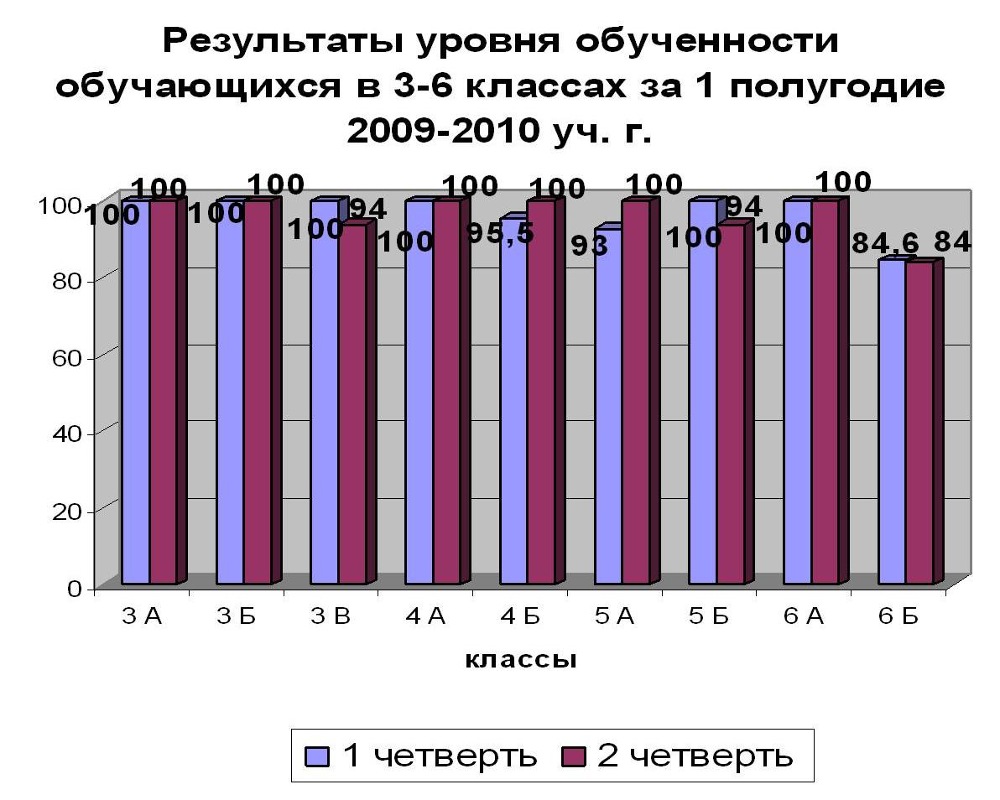 Результаты уровня обученности
обучающихся в 3-6 классах за 1 полугодие
2009-2010 уч. г.
100 100 100 100 100 94 100 100 95,5 100 93 100 100 94 100 100 84,6 84
100
80
60
40
20
0
3 А 3 Б 3 В 4 А 4 Б 5 А 5 Б 6 А 6 Б
классы
1 четверть 2 четверть